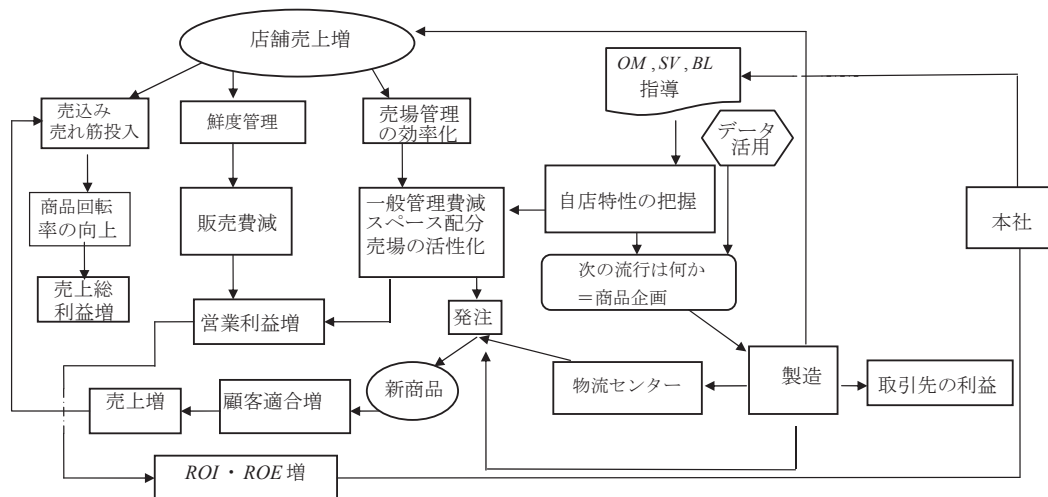 店舗売上増
OM , SV , BL
指導
売込み
売れ筋投入
鮮度管理
売場管理
の効率化
データ
活用
商品回転
率の向上
販売費減
一般管理費減
スペース配分
売場の活性化
自店特性の把握
本社
次の流行は何か
＝商品企画
売上総
利益増
営業利益増
発注
製造
新商品
物流センター
取引先の利益
売上増
顧客適合増
ROI・ROE 増